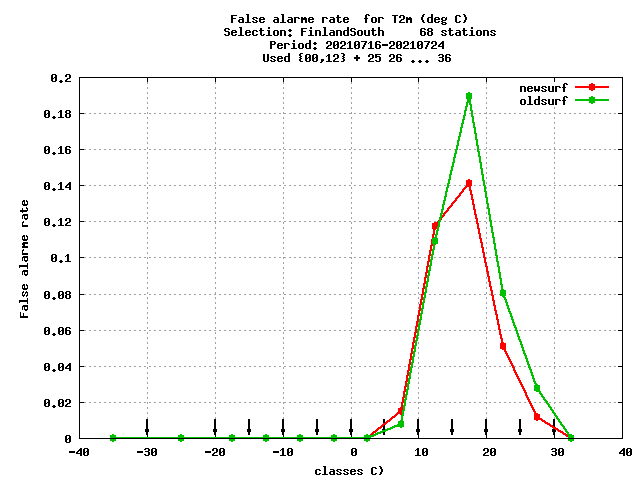 False alarme rate  for T2m (deg C)
Selection: FinlandSouth     68 stations
Period: 20210716-20210724
Used {00,12} + 25 26 ... 36
newsurf
oldsurf
0.2
0.18
0.16
0.14
0.12
0.1
0.08
0.06
0.04
0.02
0
False alarme rate
-40 -30 -20 -10 0 10 20 30 40
classes C)